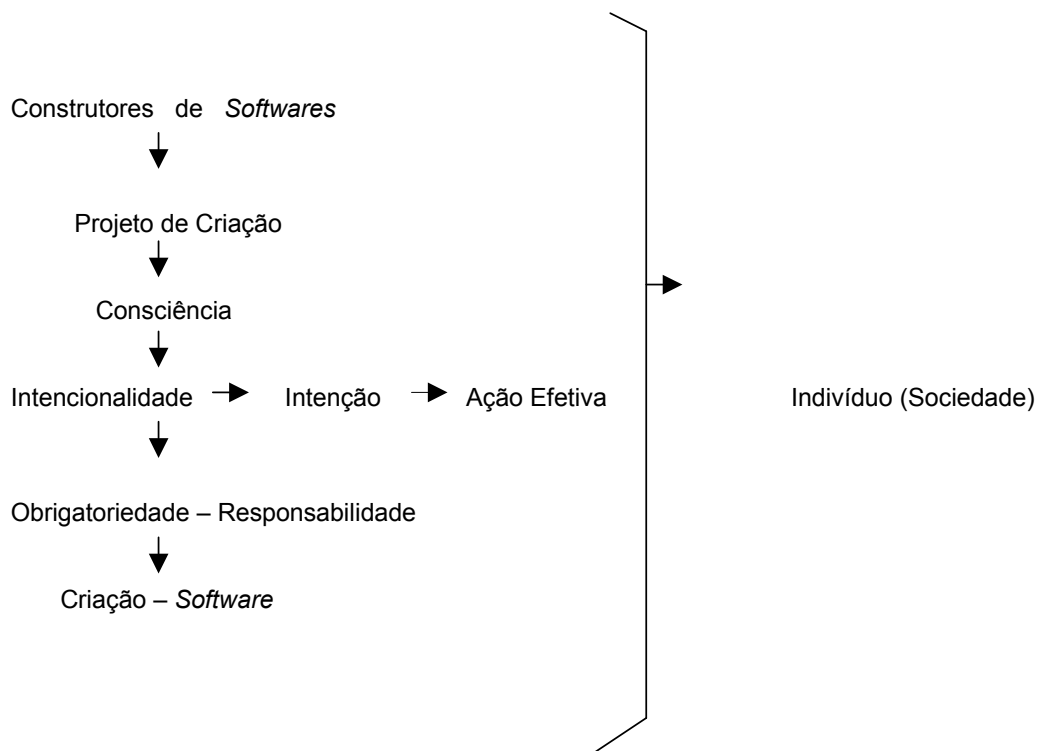 Construtores de Softwares
Projeto de Criação
Consciência
Intencionalidade Intenção Ação Efetiva Indivíduo (Sociedade)
Obrigatoriedade – Responsabilidade
Criação – Software